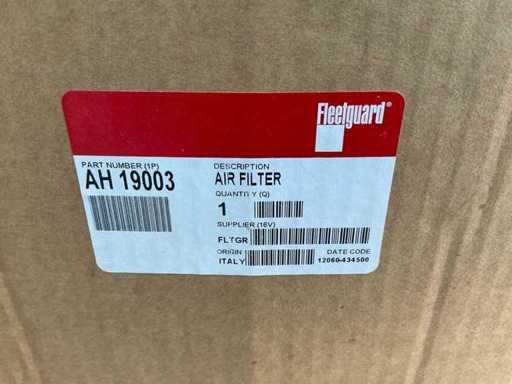 Fleetguard®
PART NUMBER (1P)
AH 19003
DESCRIPTION
AIR FILTER
QUANTITY (Q)
1
SUPPLIER (16V)
FLTGR
ORIGIN
ITALY
DATE CODE
12060-434500